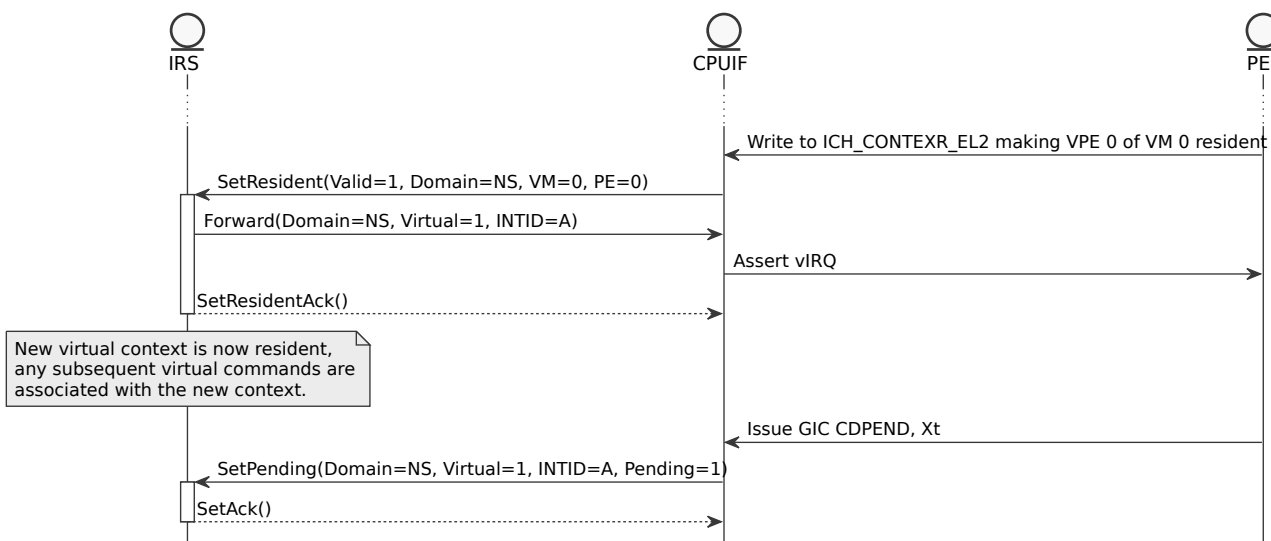 IRS
CPUIF
PE
Write to ICH_CONTEXR_EL2 making VPE 0 of VM 0 resident
SetResident(Valid=1, Domain=NS, VM=0, PE=0)
Forward(Domain=NS, Virtual=1, INTID=A)
Assert vIRQ
SetResidentAck()
New virtual context is now resident,
any subsequent virtual commands are
associated with the new context.
Issue GIC CDPEND, Xt
SetPending(Domain=NS, Virtual=1, INTID=A, Pending=1)
SetAck()